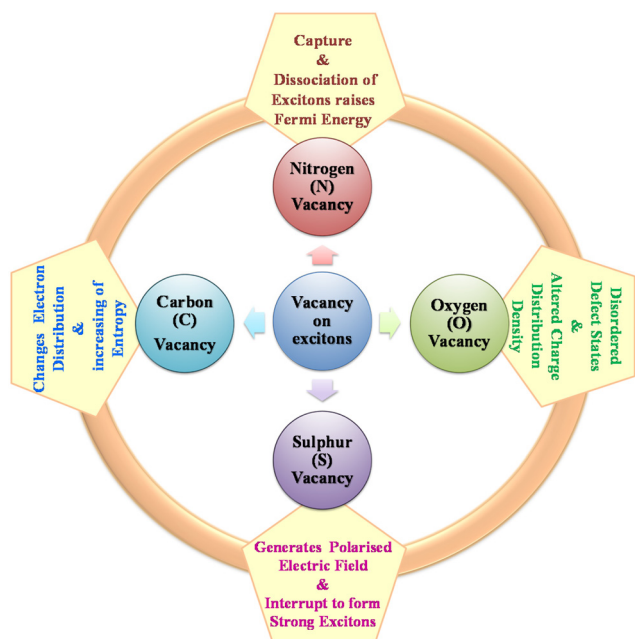 Capture
&
Dissociation of
Excitons raises
Fermi Energy
Nitrogen
(N)
Vacancy
Changes Electron
Distribution
&
increasing of
Entropy
Carbon
(C)
Vacancy
Vacancy
on
excitons
Oxygen
(O)
Vacancy
Disordered
Defect States
&
Altered Charge
Distribution
Density
Sulphur
(S)
Vacancy
Generates Polarised
Electric Field
&
Interrupt to form
Strong Excitons